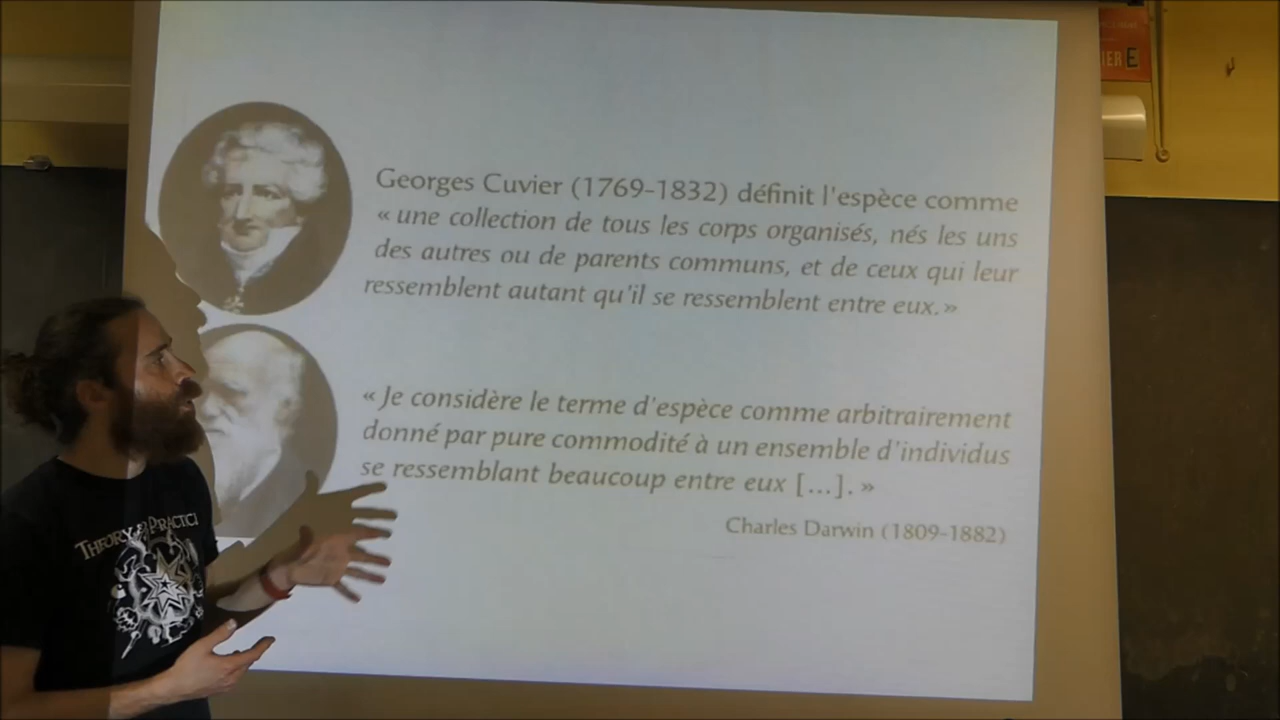 Georges Cuvier (1769-1832) définit l'espèce comme
« une collection de tous les corps organisés, nés les uns
des autres ou de parents communs, et de ceux qui leur
ressemblent autant qu'il se ressemblent entre eux. »
« Je considère le terme d'espèce comme arbitrairement
donné par pure commodité à un ensemble d'individus
se ressemblant beaucoup entre eux [...]. »
Charles Darwin (1809-1882)
THEORY & PRACTIC